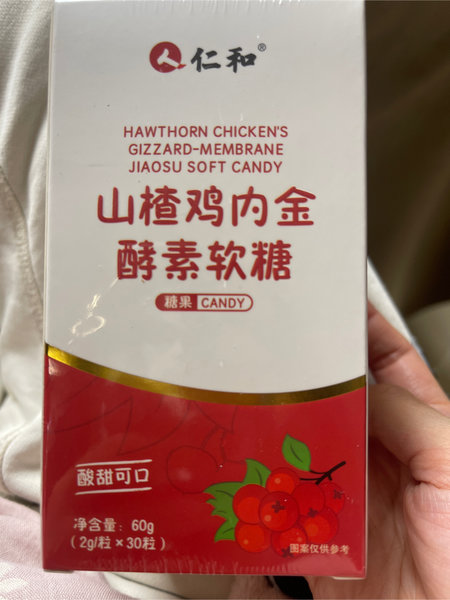 人 仁和®
HAWTHORN CHICKEN'S
GIZZARD-MEMBRANE
JIAOSU SOFT CANDY
山楂鸡内金
酵素软糖
糖果 CANDY
酸甜可口
净含量: 60g
(2g/粒×30粒)
图案仅供参考